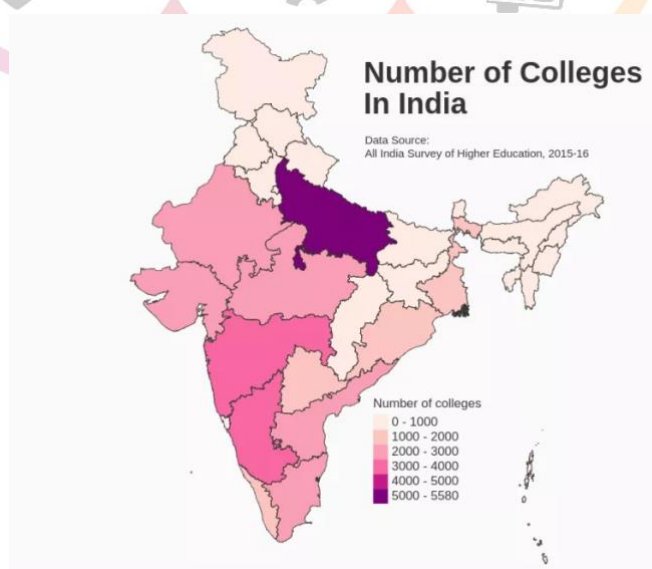 Number of Colleges
In India
Data Source:
All India Survey of Higher Education, 2015-16
Number of colleges
0 - 1000
1000 - 2000
2000 - 3000
3000 - 4000
4000 - 5000
5000 - 5580